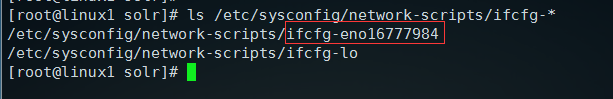 [root@linux1 solr]# ls /etc/sysconfig/network-scripts/ifcfg-*
/etc/sysconfig/network-scripts/ifcfg-eno16777984
/etc/sysconfig/network-scripts/ifcfg-lo
[root@linux1 solr]#